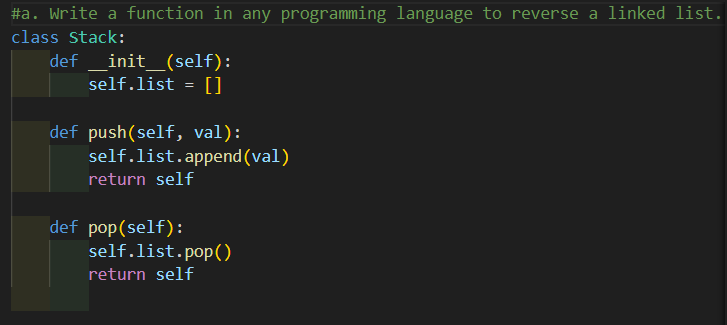 #a. Write a function in any programming language to reverse a linked list.
class Stack:
    def __init__(self):
        self.list = []
    def push(self, val):
        self.list.append(val)
        return self
    def pop(self):
        self.list.pop()
        return self